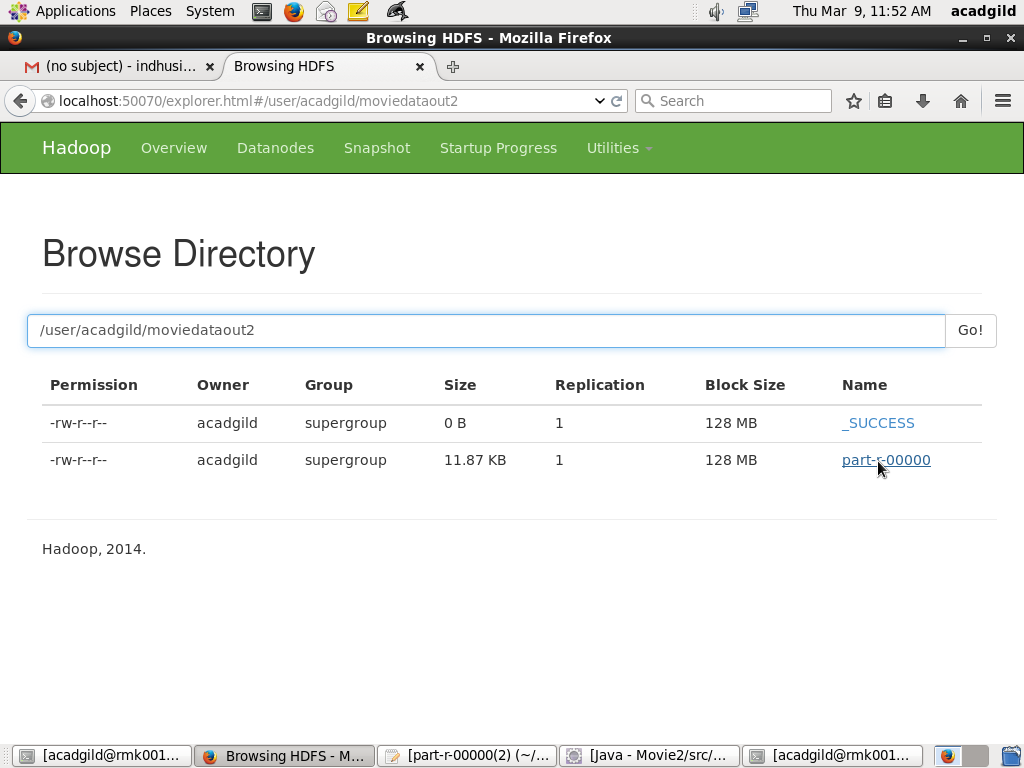 Applications Places System Thu Mar 9, 11:52 AM acadgild
Browsing HDFS - Mozilla Firefox
(no subject) - indhusi... Browsing HDFS
localhost:50070/explorer.html#/user/acadgild/moviedataout2 Search
Hadoop Overview Datanodes Snapshot Startup Progress Utilities
Browse Directory
/user/acadgild/moviedataout2 Go!
Permission Owner Group Size Replication Block Size Name
-rw-r--r-- acadgild supergroup 0 B 1 128 MB _SUCCESS
-rw-r--r-- acadgild supergroup 11.87 KB 1 128 MB part-r-00000
Hadoop, 2014.
[acadgild@rmk001... Browsing HDFS - M... [part-r-00000(2) (~/... [Java - Movie2/src/... [acadgild@rmk001...